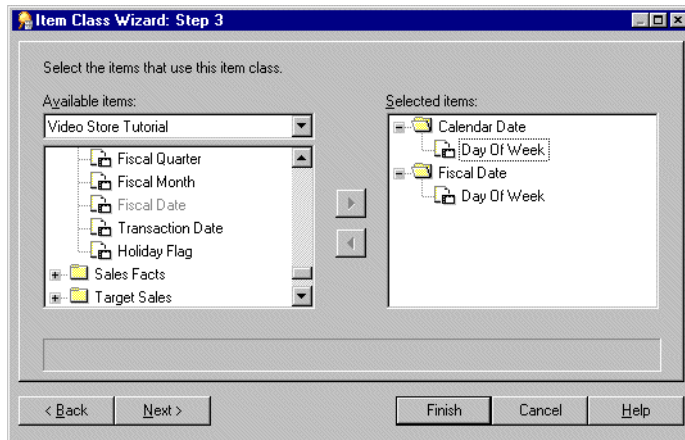 Item Class Wizard: Step 3
Select the items that use this item class.
Available items:
Video Store Tutorial
Fiscal Quarter
Fiscal Month
Fiscal Date
Transaction Date
Holiday Flag
Sales Facts
Target Sales
Selected items:
Calendar Date
Day Of Week
Fiscal Date
Day Of Week
< Back
Next >
Finish
Cancel
Help